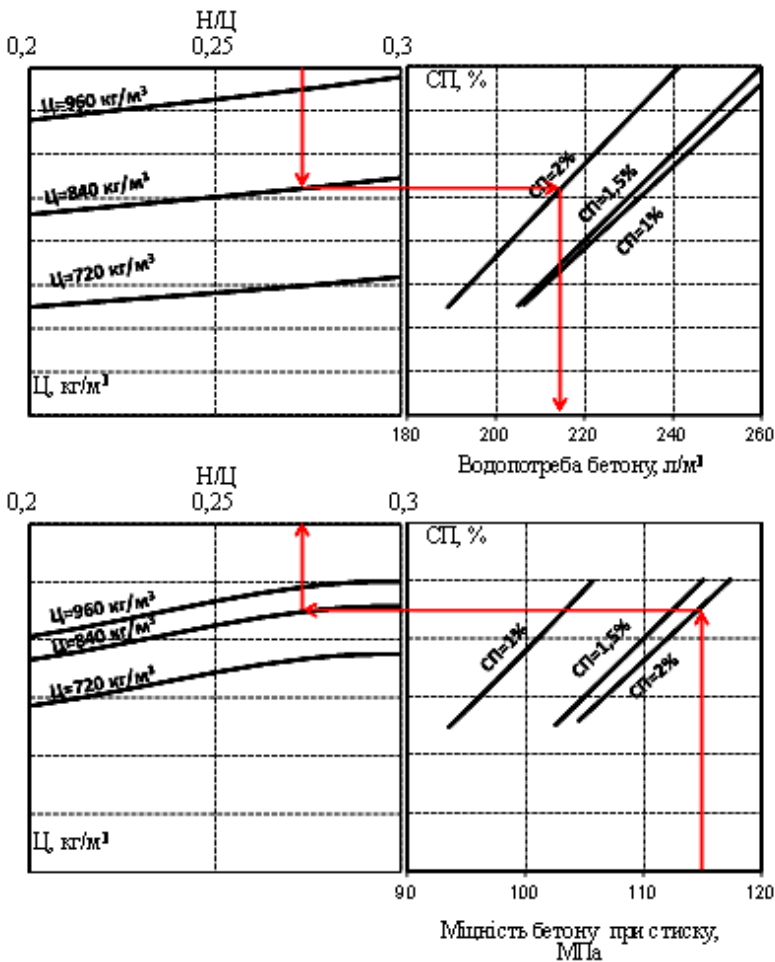 Н/Ц
0,2 0,25 0,3
Ц=960 кг/м³
Ц=840 кг/м³
Ц=720 кг/м³
Ц, кг/м³
СП, %
СП=2%
СП=1,5%
СП=1%
180 200 220 240 260
Водопотреба бетону, л/м³
Н/Ц
0,2 0,25 0,3
Ц=960 кг/м³
Ц=840 кг/м³
Ц=720 кг/м³
Ц, кг/м³
СП, %
СП=1%
СП=1,5%
СП=2%
90 100 110 120
Міцність бетону при стиску,
МПа